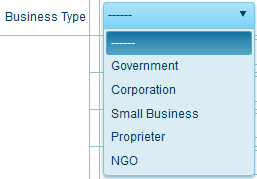 Business Type ------
------
Government
Corporation
Small Business
Proprieter
NGO